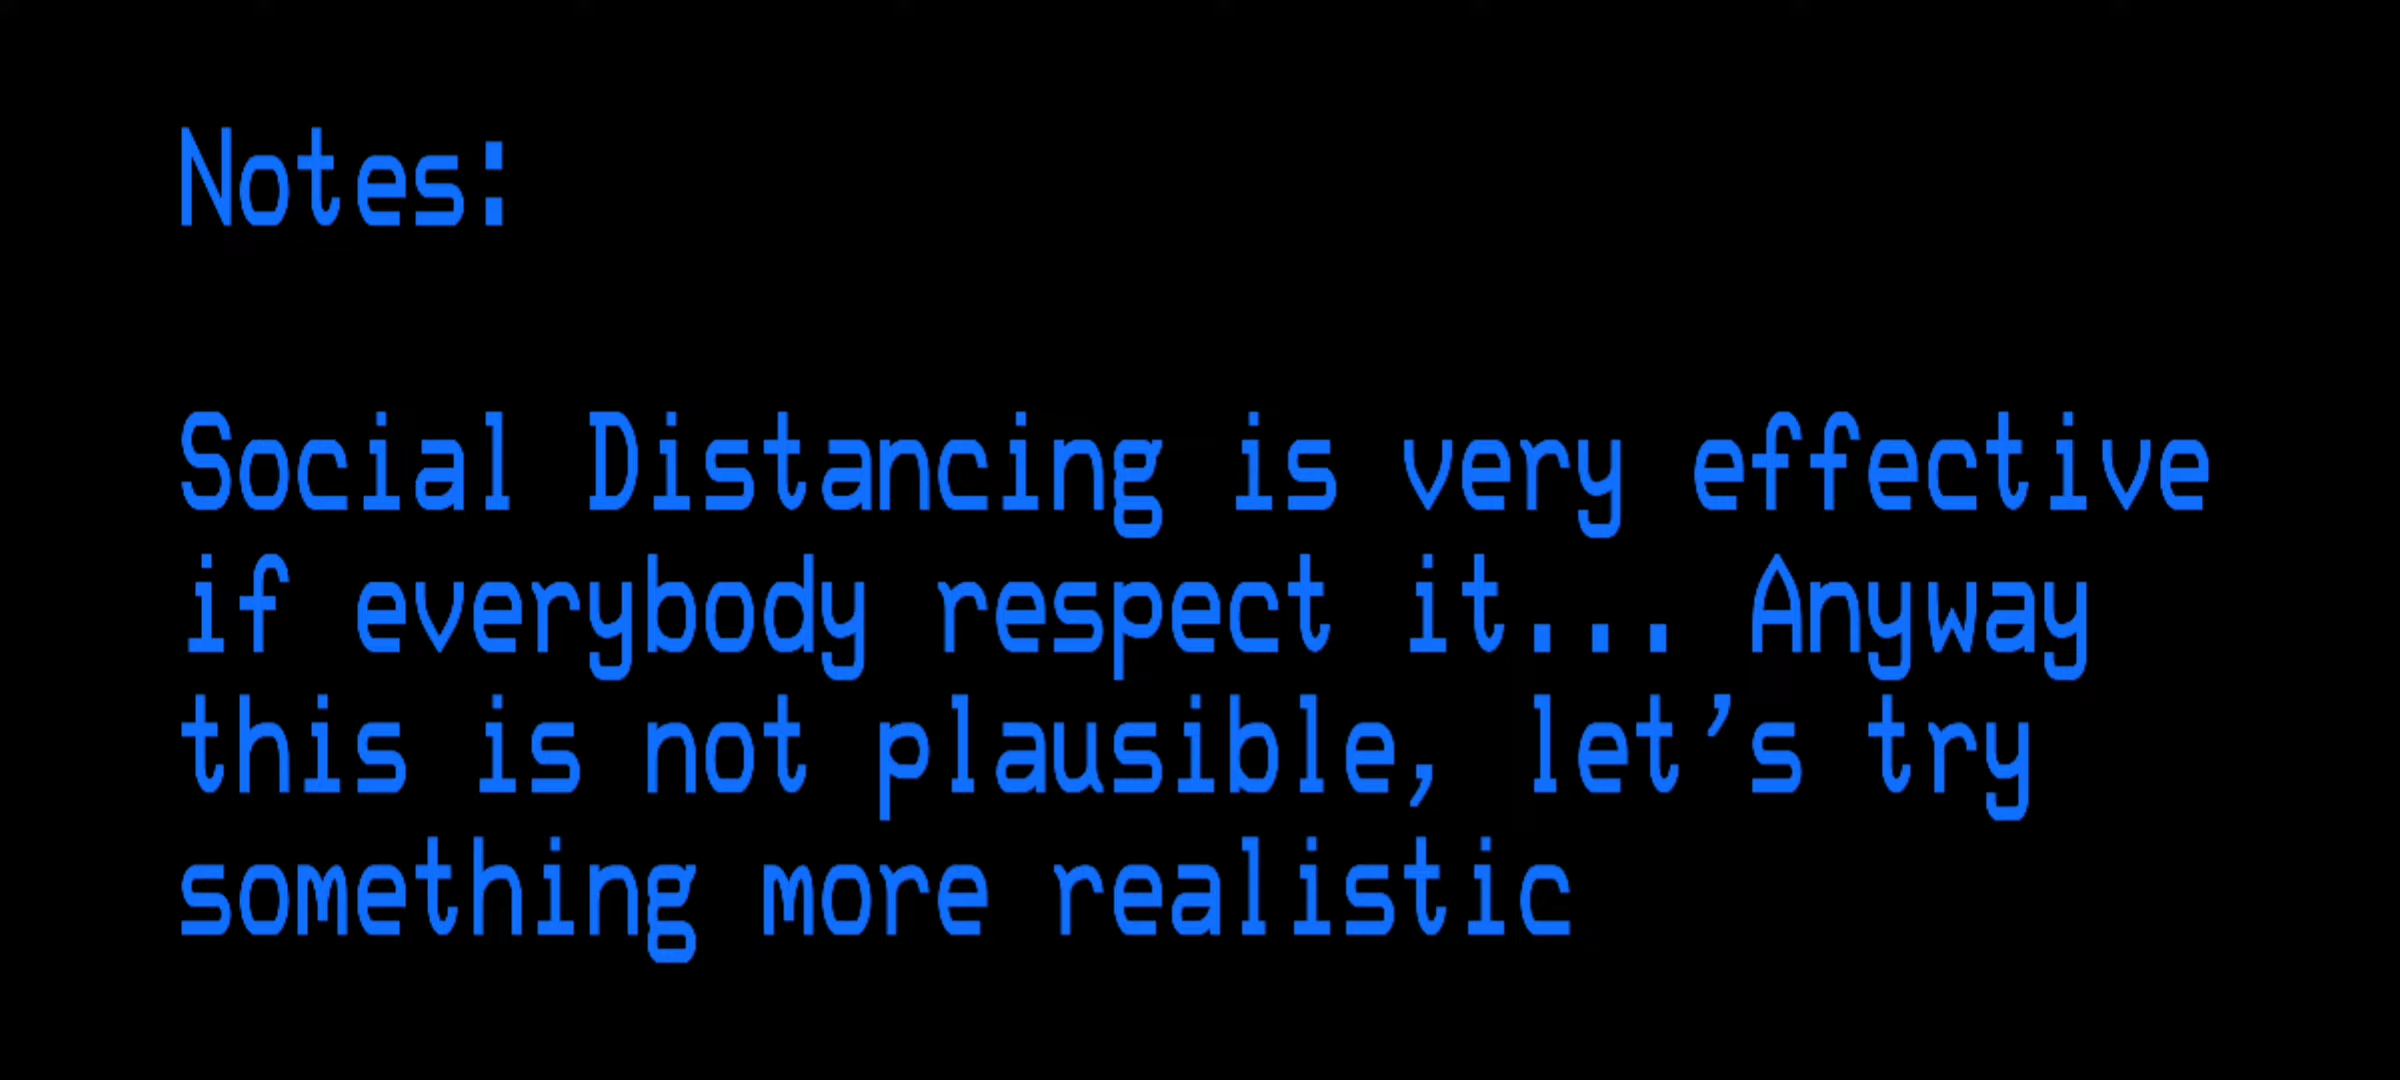 Notes:
Social Distancing is very effective
if everybody respect it... Anyway
this is not plausible, let’s try
something more realistic